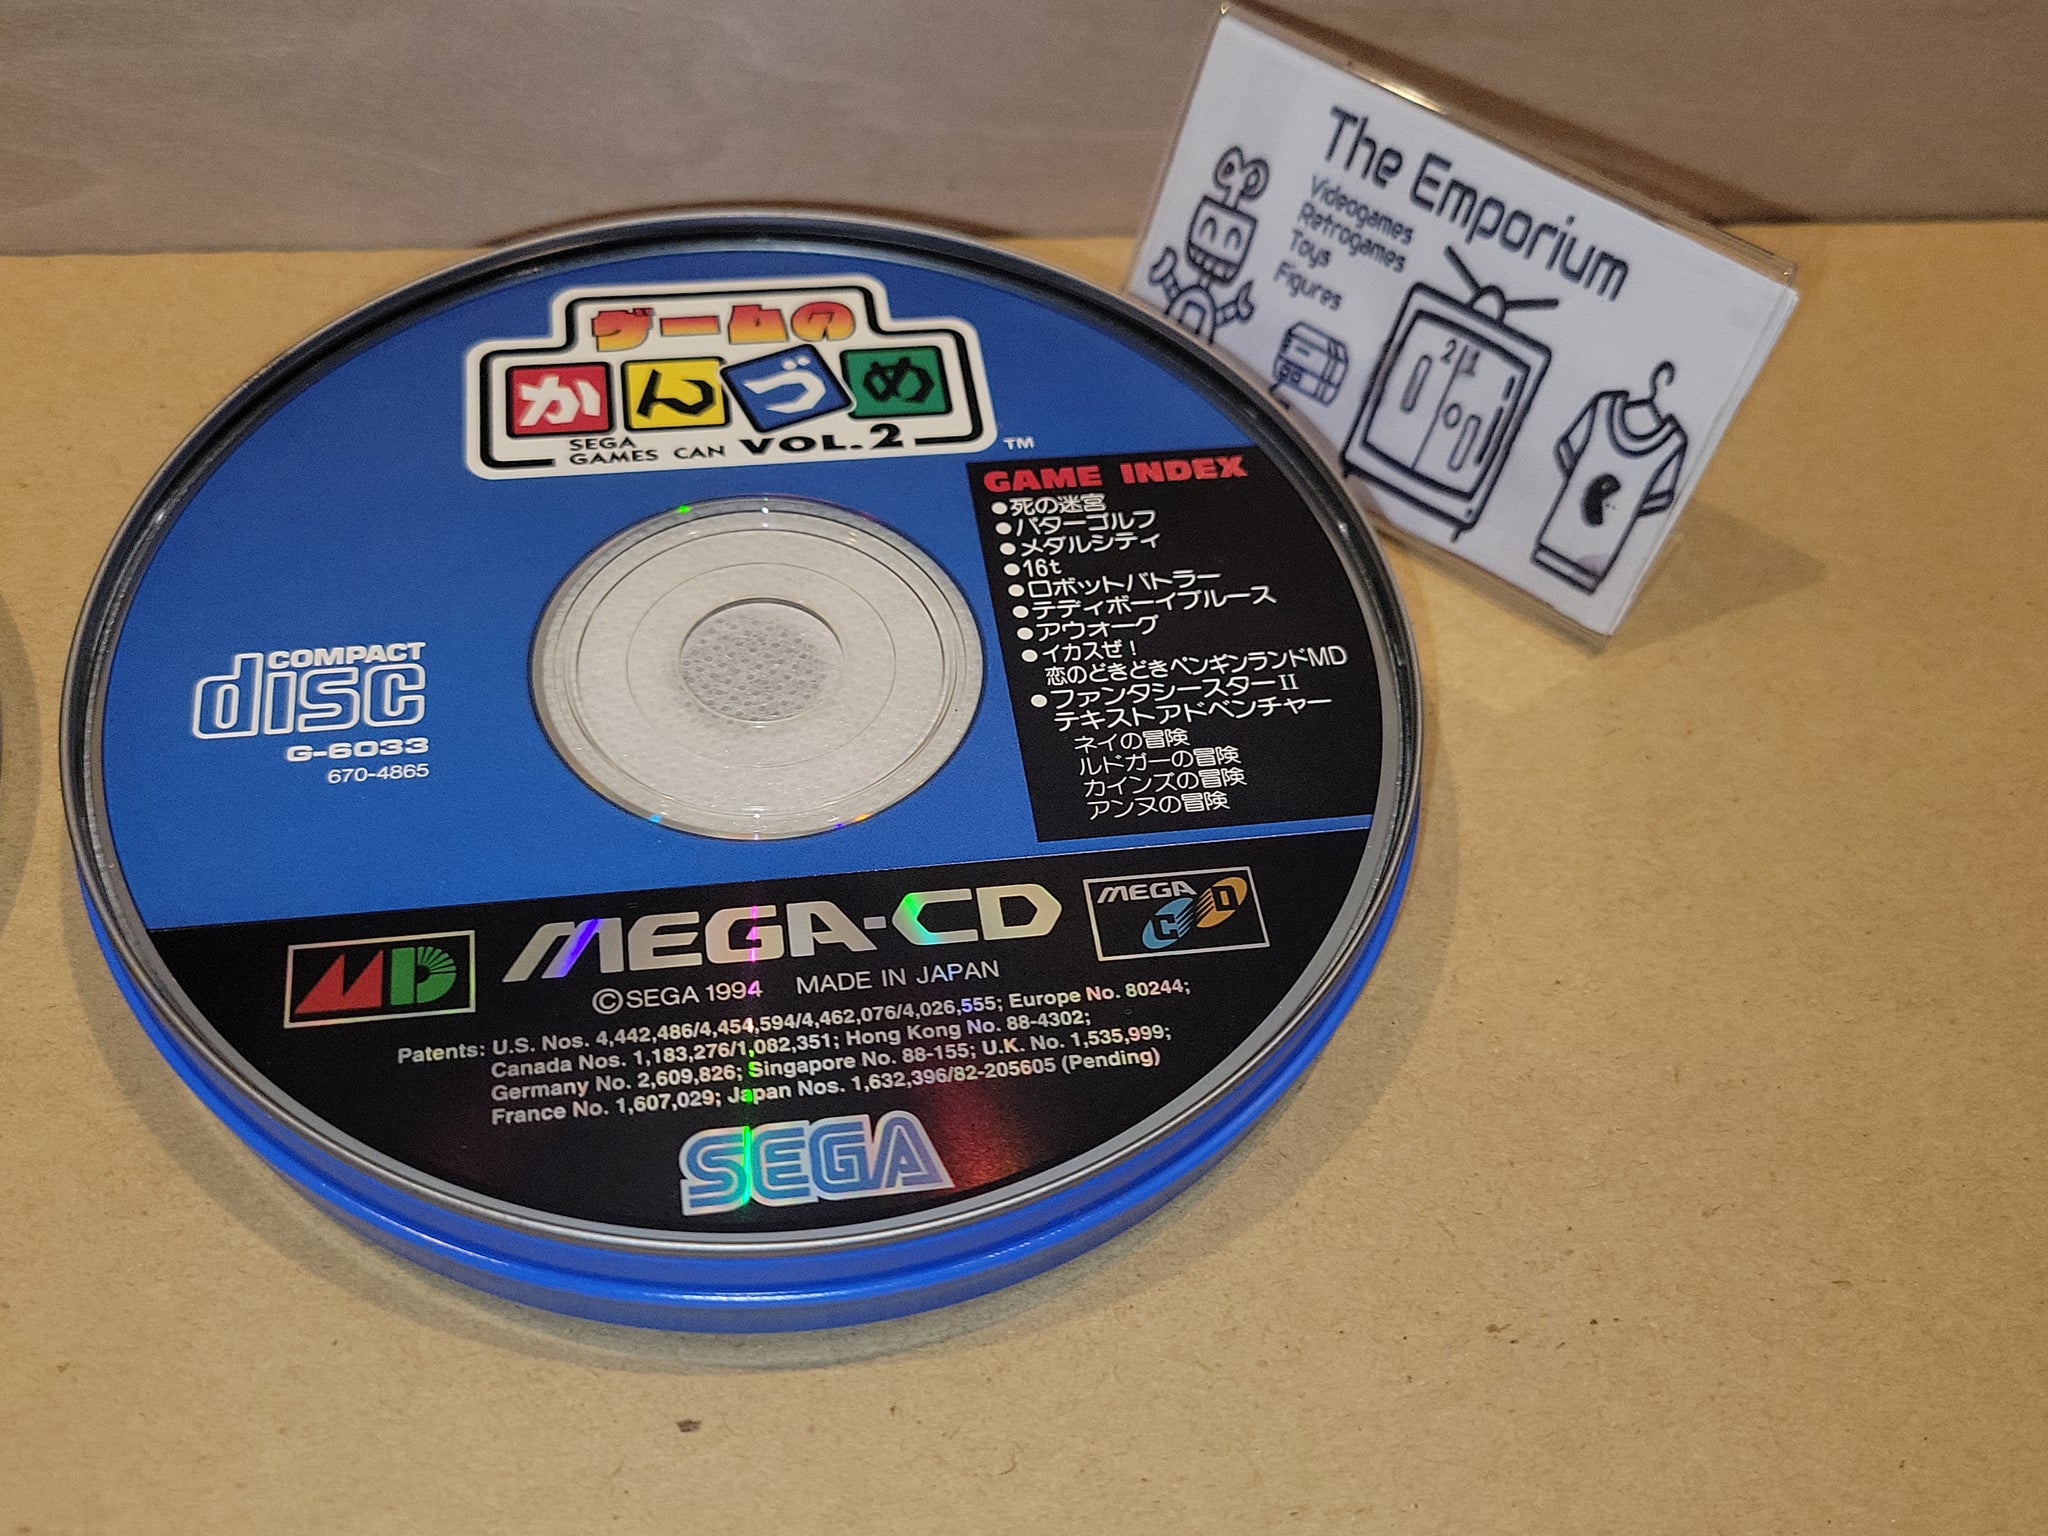 ゲームの
かんづめ
SEGA
GAMES CAN VOL.2
TM
GAME INDEX
●死の迷宮
●パターゴルフ
●メダルシティ
●16t
●ロボットバトラー
●テディボーイブルース
●アウオーグ
●イカスぜ!
恋のどきどきペンギンランドMD
●ファンタシースターII
テキストアドベンチャー
ネイの冒険
ルドガーの冒険
カインズの冒険
アンヌの冒険
COMPACT
disc
G-6033
670-4865
MD
MEGA-CD
MEGA
CD
©SEGA 1994 MADE IN JAPAN
Patents: U.S. Nos. 4,442,486/4,454,594/4,462,076/4,026,555; Europe No. 80244;
Canada Nos. 1,183,276/1,082,351; Hong Kong No. 88-4302;
Germany No. 2,609,826; Singapore No. 88-155; U.K. No. 1,535,999;
France No. 1,607,029; Japan Nos. 1,632,396/82-205605 (Pending)
SEGA
The Emporium
Videogames
Retrogames
Toys
Figures
21